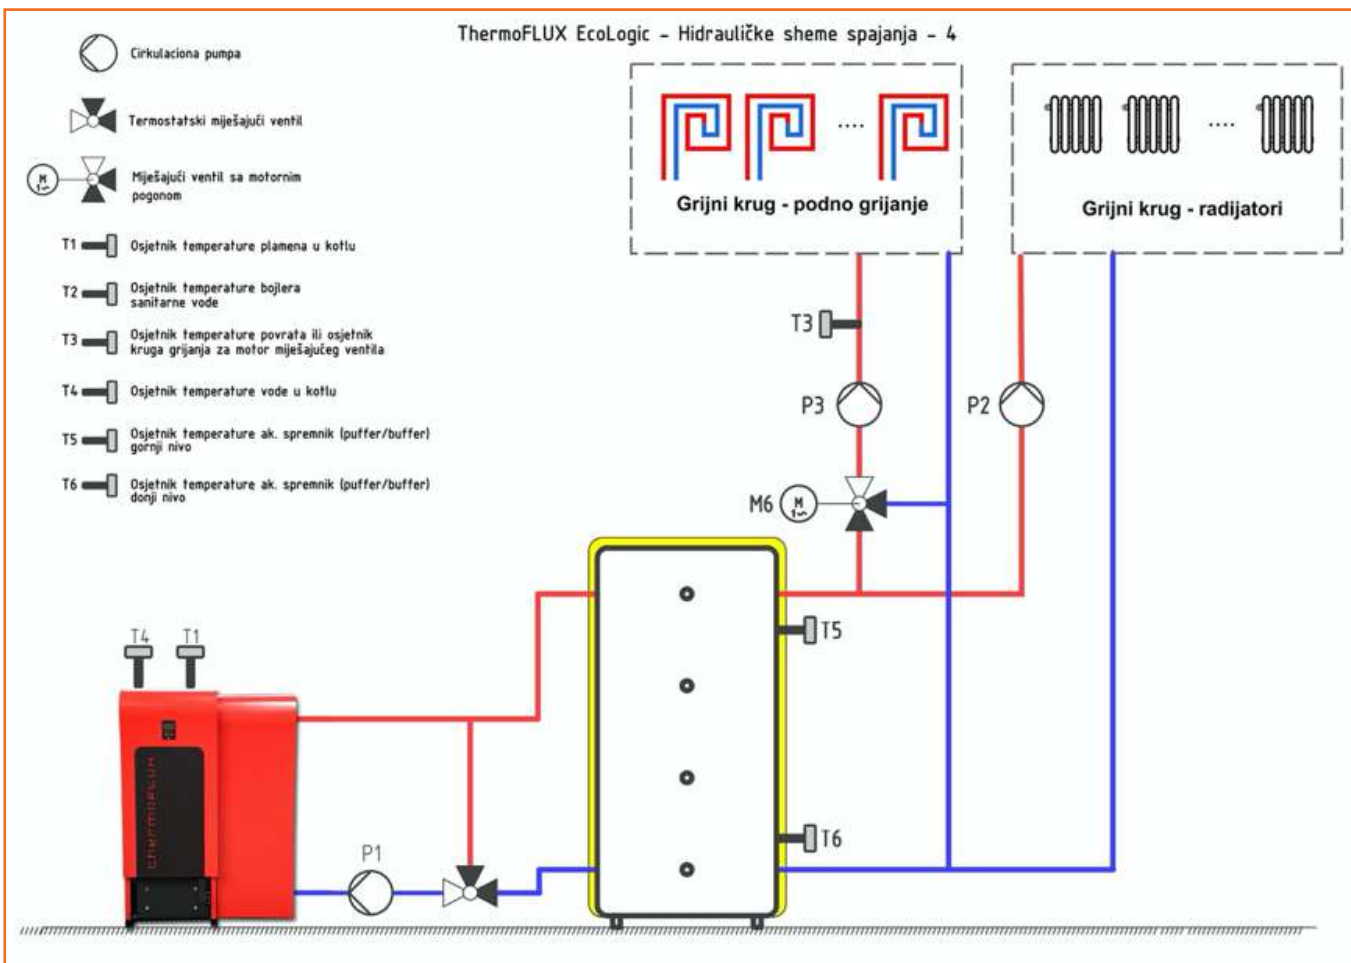 ThermoFLUX EcoLogic - Hidrauličke sheme spajanja - 4
Cirkulaciona pumpa
Termostatski miješajući ventil
M
1~
Miješajući ventil sa motornim
pogonom
T1
Osjetnik temperature plamena u kotlu
T2
Osjetnik temperature bojlera
sanitarne vode
T3
Osjetnik temperature povrata ili osjetnik
kruga grijanja za motor miješajućeg ventila
T4
Osjetnik temperature vode u kotlu
T5
Osjetnik temperature ak. spremnik (puffer/buffer)
gornji nivo
T6
Osjetnik temperature ak. spremnik (puffer/buffer)
donji nivo
....
Grijni krug - podno grijanje
....
Grijni krug - radijatori
T3
P3
P2
M6
M
1~
T5
T6
T4
T1
thermoFLUX
P1